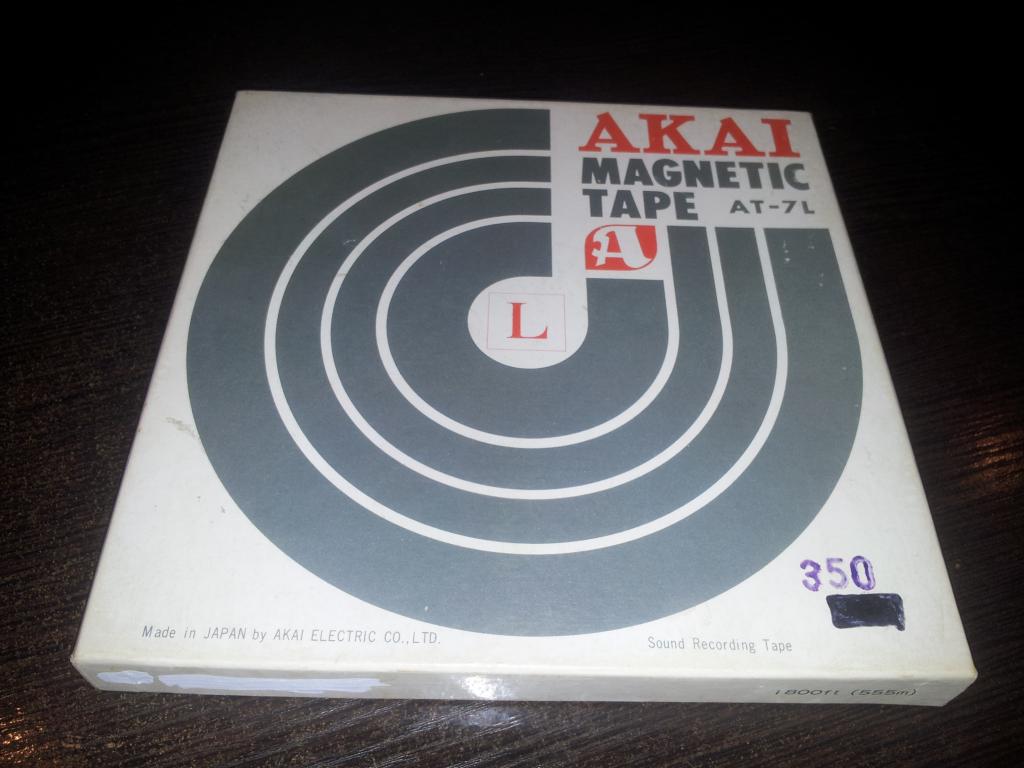 AKAI
MAGNETIC
TAPE AT-7L
A
L
350
Made in JAPAN by AKAI ELECTRIC CO.,LTD.
Sound Recording Tape
1800ft (555m)